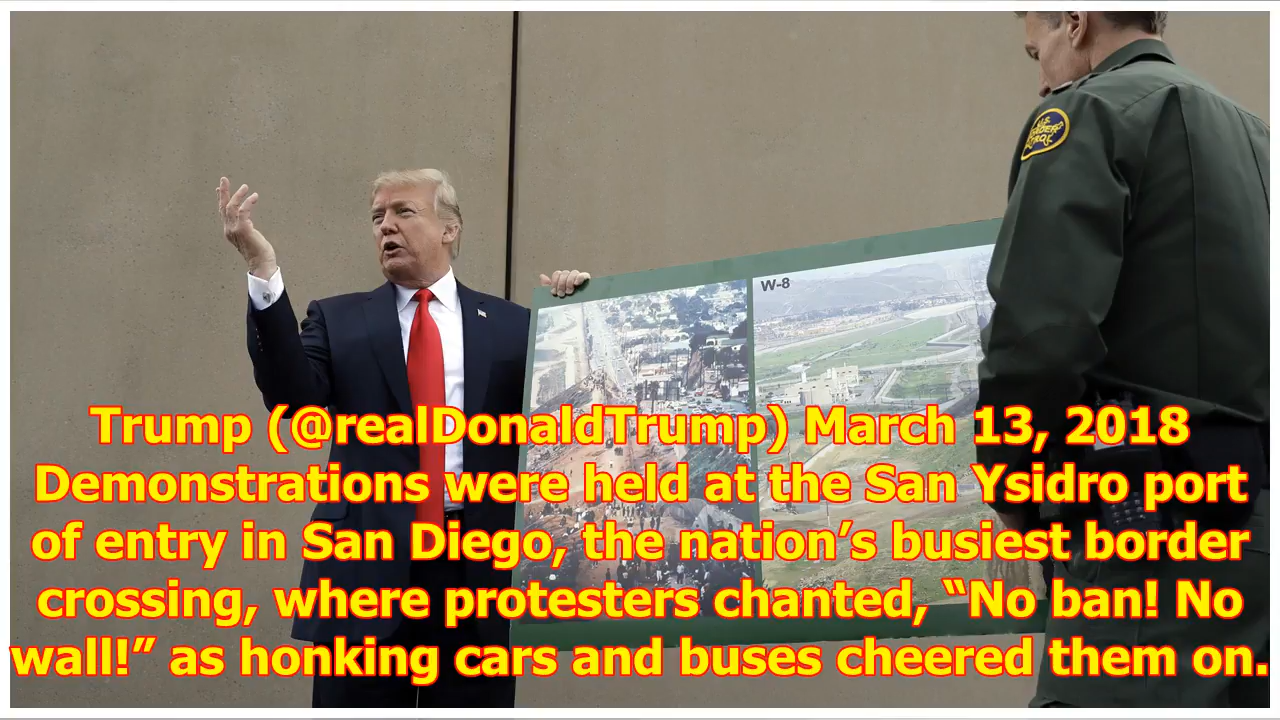 U.S.
BORDER
PATROL
W-8
Trump (@realDonaldTrump) March 13, 2018
Demonstrations were held at the San Ysidro port
of entry in San Diego, the nation’s busiest border
crossing, where protesters chanted, “No ban! No
wall!” as honking cars and buses cheered them on.